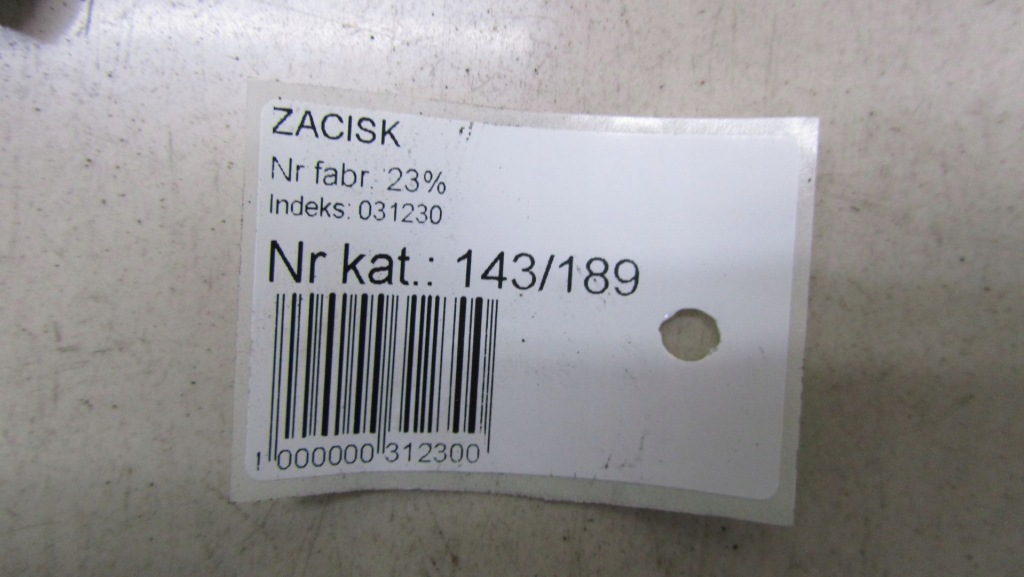 ZACISK
Nr fabr. 23%
Indeks: 031230
Nr kat.: 143/189
1 000000 312300